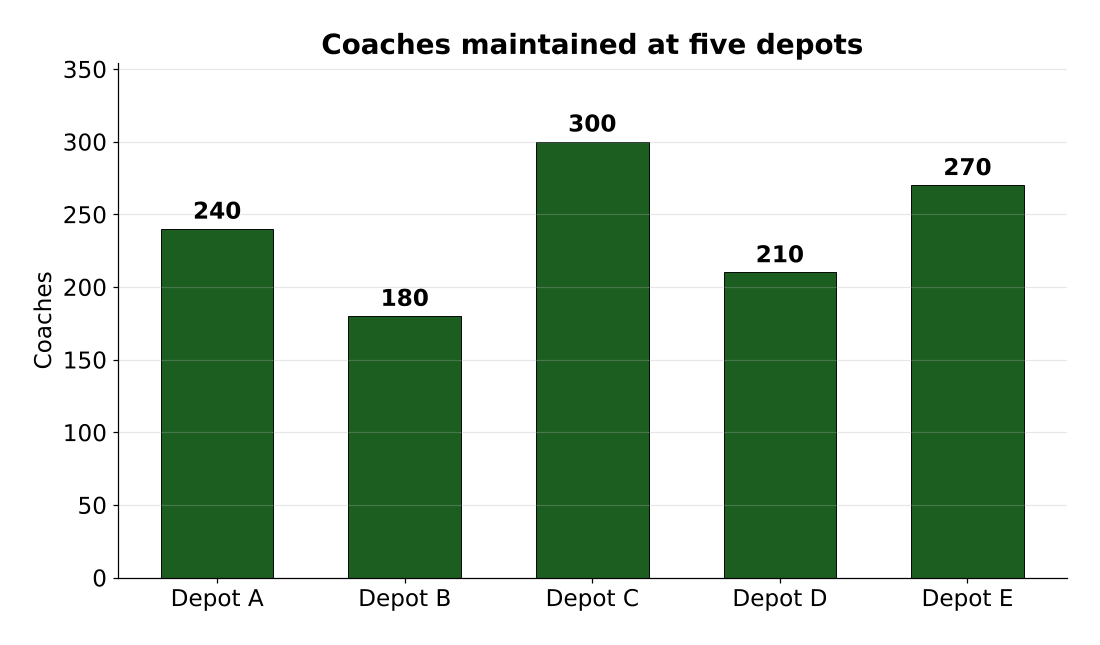 Coaches maintained at five depots
Coaches
350
300
250
200
150
100
50
0
240
180
300
210
270
Depot A
Depot B
Depot C
Depot D
Depot E